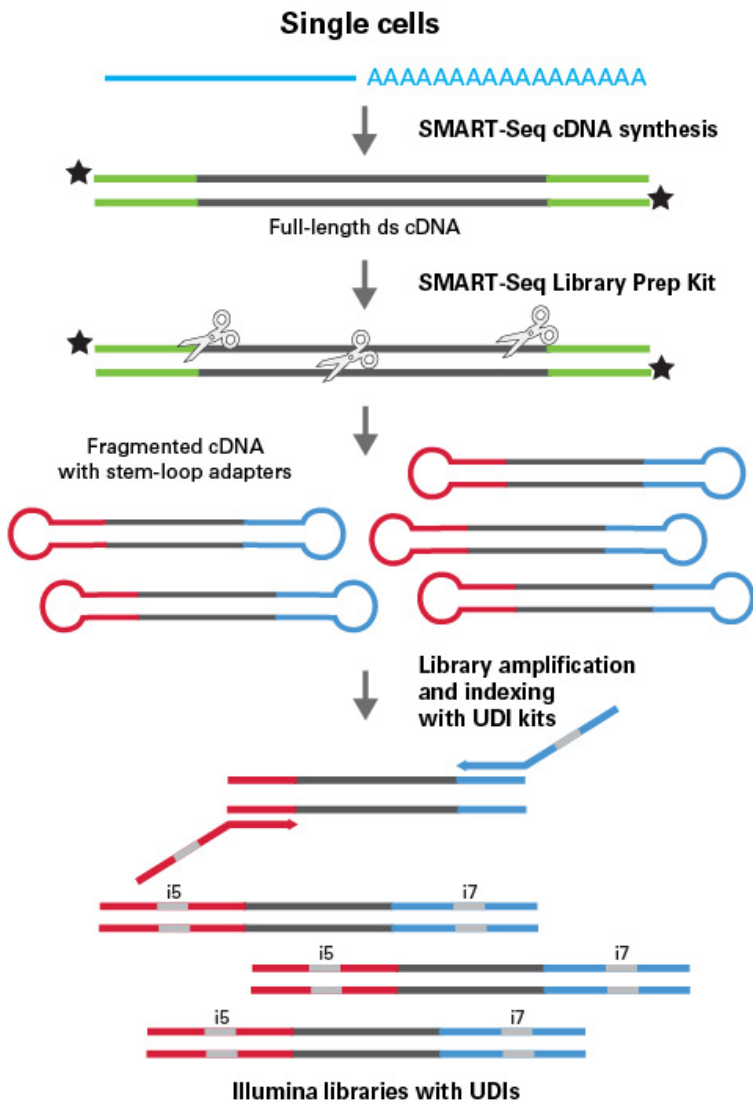 Single cells
AAAAAAAAAAAAAAAAA
SMART-Seq cDNA synthesis
Full-length ds cDNA
SMART-Seq Library Prep Kit
Fragmented cDNA
with stem-loop adapters
Library amplification
and indexing
with UDI kits
i5
i7
i5
i7
i5
i7
Illumina libraries with UDIs